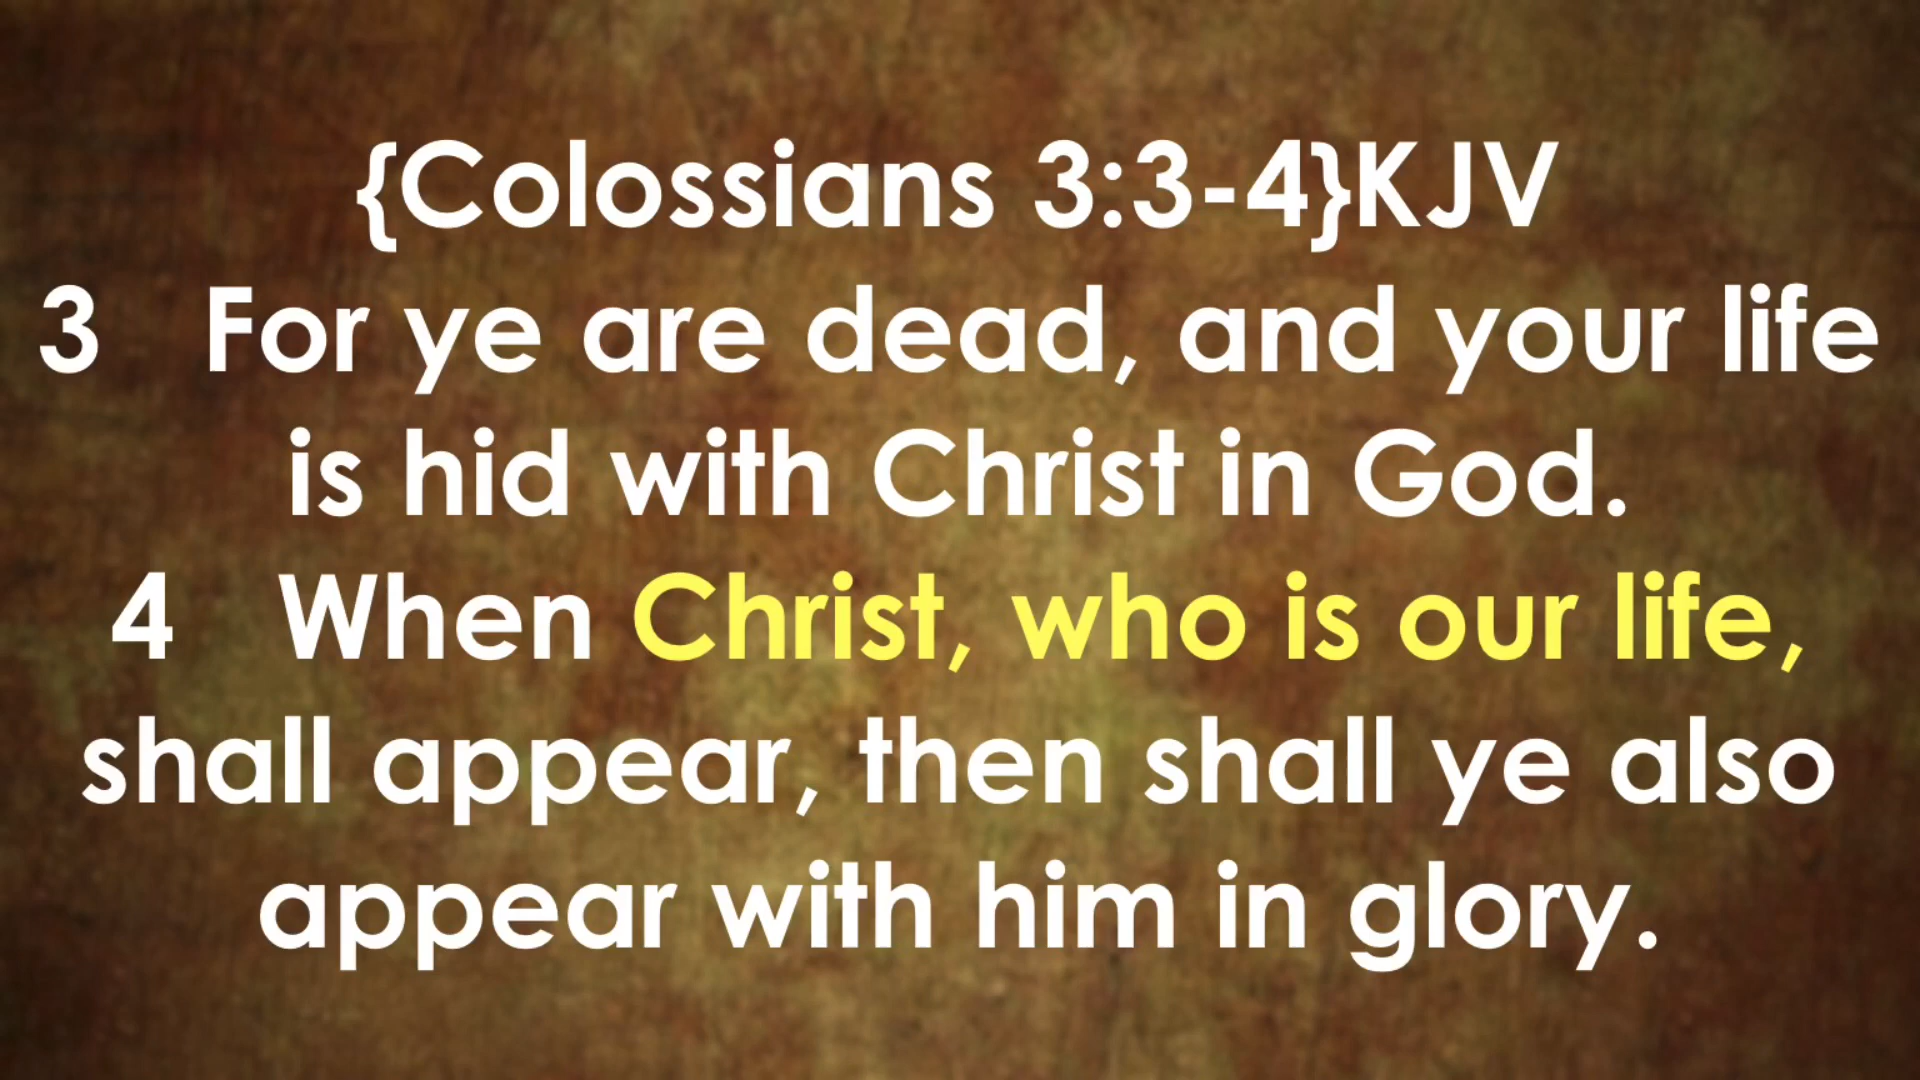 {Colossians 3:3-4}KJV
3 For ye are dead, and your life
is hid with Christ in God.
4 When Christ, who is our life,
shall appear, then shall ye also
appear with him in glory.